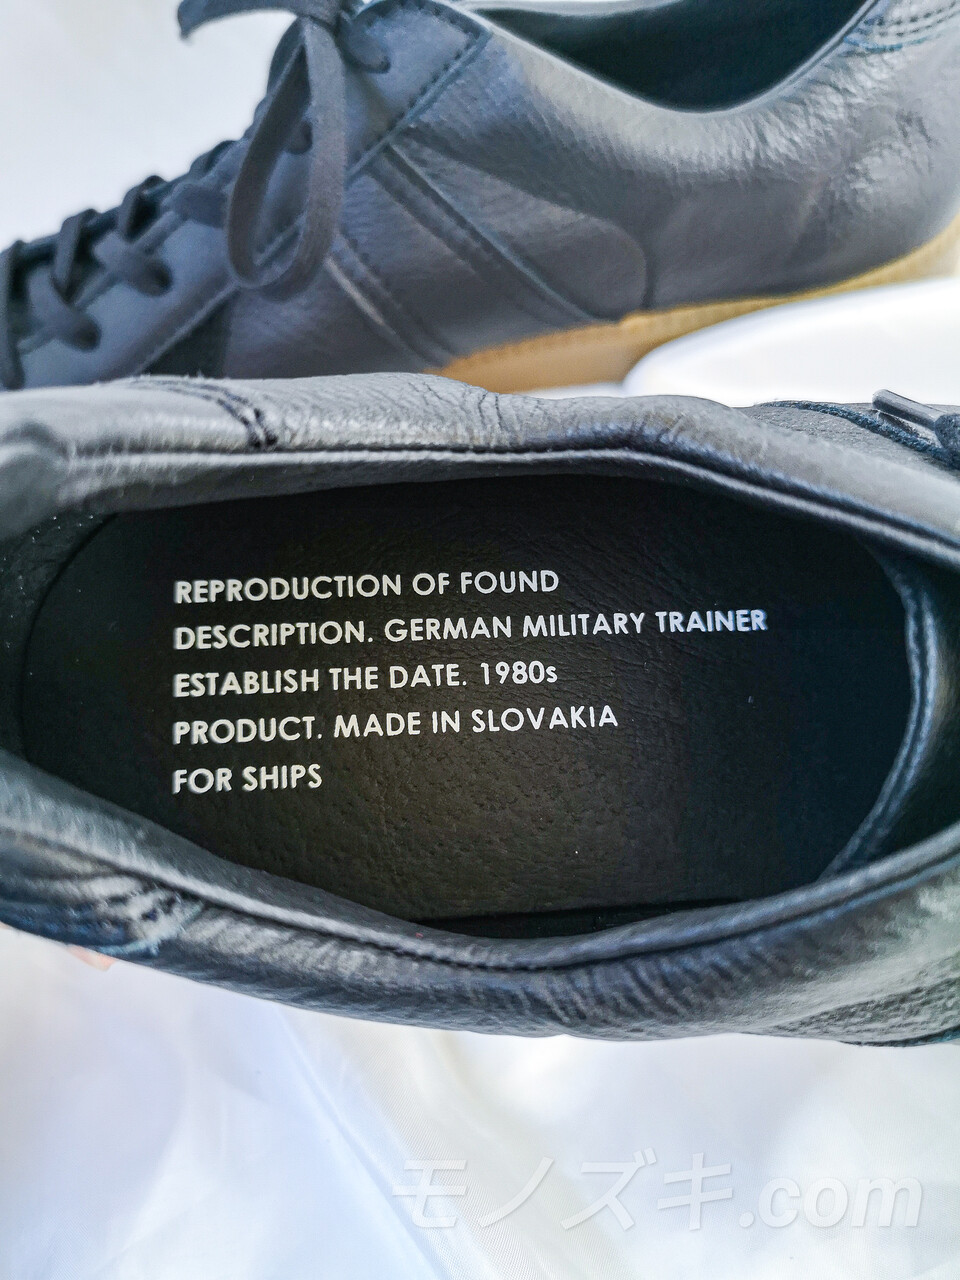 REPRODUCTION OF FOUND
DESCRIPTION. GERMAN MILITARY TRAINER
ESTABLISH THE DATE. 1980s
PRODUCT. MADE IN SLOVAKIA
FOR SHIPS
モノズキ.com